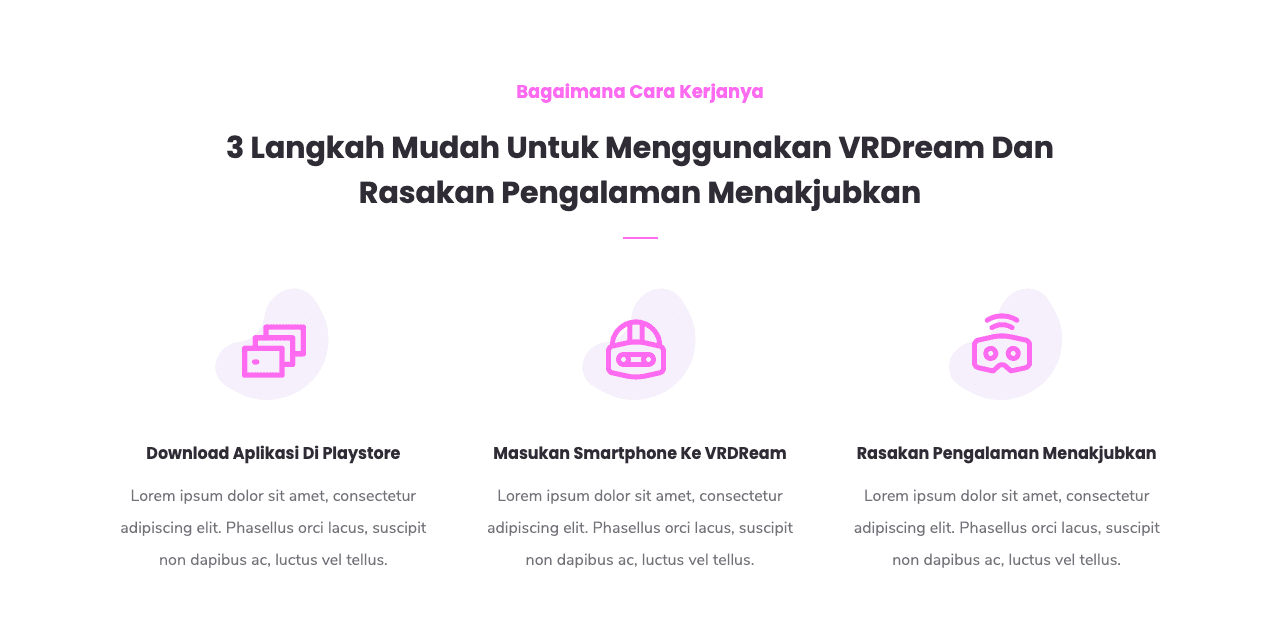 Bagaimana Cara Kerjanya
3 Langkah Mudah Untuk Menggunakan VRDream Dan
Rasakan Pengalaman Menakjubkan
Download Aplikasi Di Playstore
Lorem ipsum dolor sit amet, consectetur
adipiscing elit. Phasellus orci lacus, suscipit
non dapibus ac, luctus vel tellus.
Masukan Smartphone Ke VRDReam
Lorem ipsum dolor sit amet, consectetur
adipiscing elit. Phasellus orci lacus, suscipit
non dapibus ac, luctus vel tellus.
Rasakan Pengalaman Menakjubkan
Lorem ipsum dolor sit amet, consectetur
adipiscing elit. Phasellus orci lacus, suscipit
non dapibus ac, luctus vel tellus.